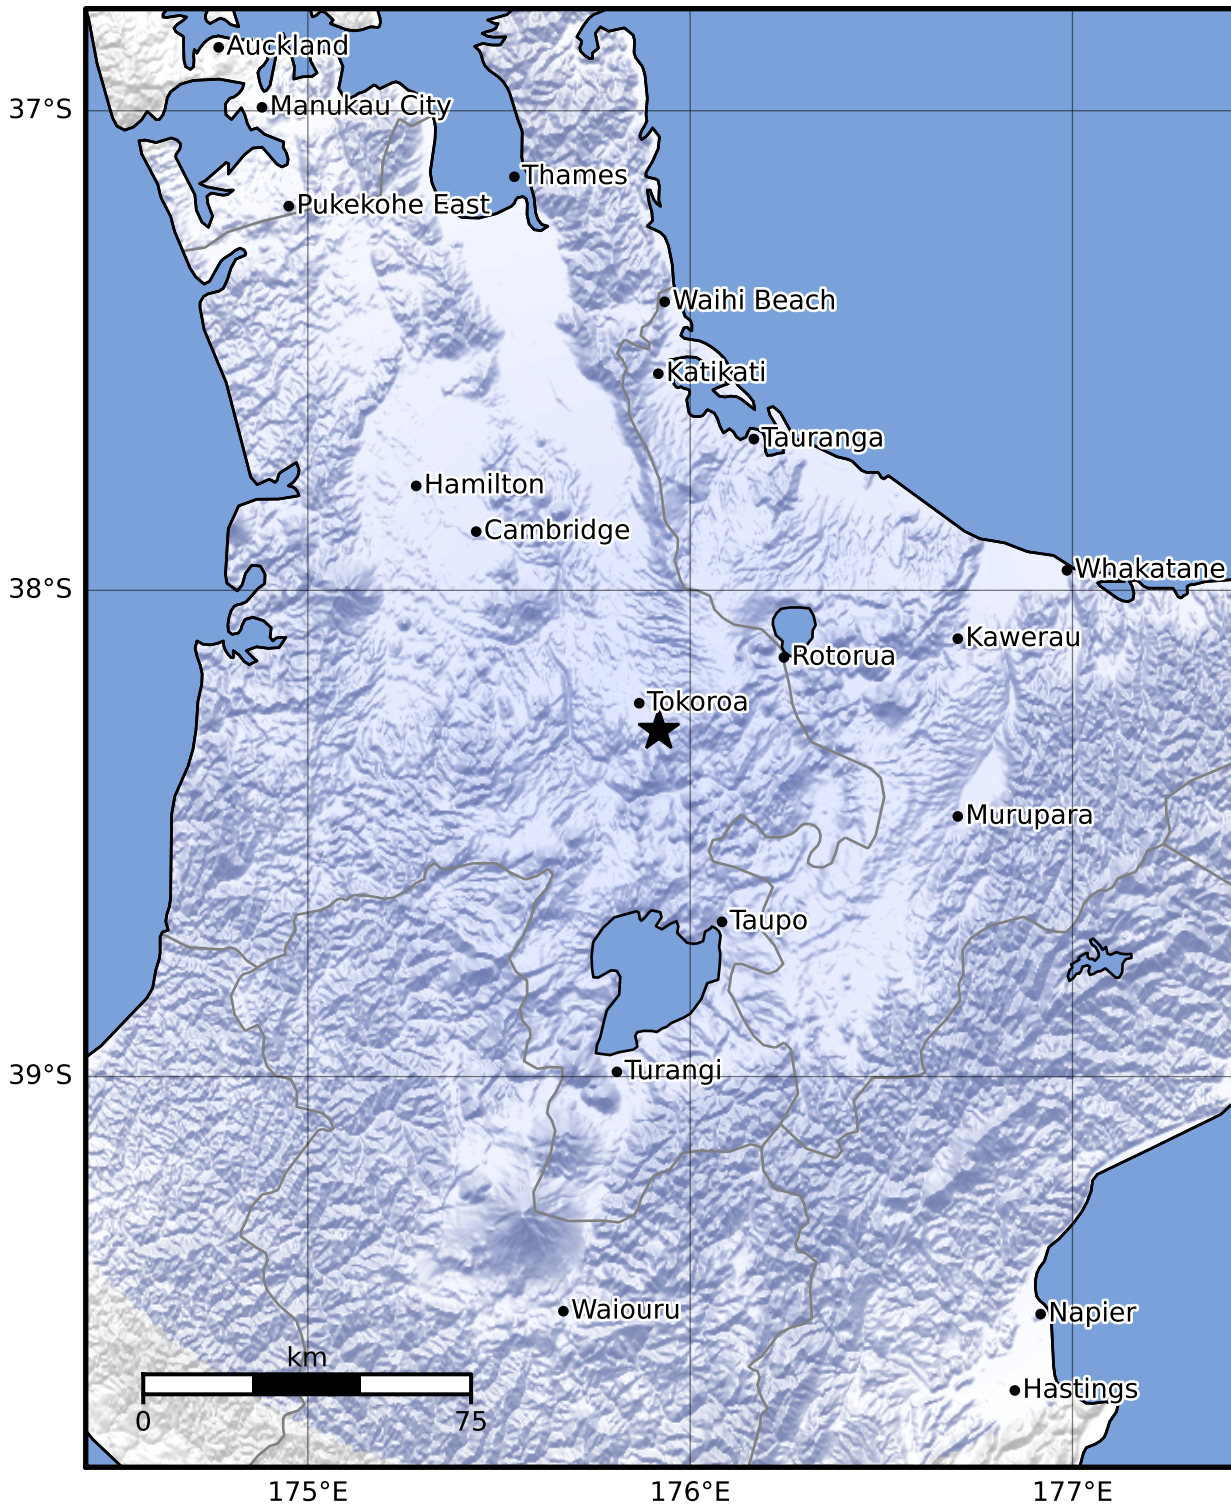 Auckland
37°S
Manukau City
Thames
Pukekohe East
Waihi Beach
Katikati
Tauranga
Hamilton
Cambridge
Whakatane
38°S
Kawerau
Rotorua
Tokoroa
Murupara
Taupo
39°S
Turangi
Waiouru
Napier
km
Hastings
0 75
175°E 176°E 177°E